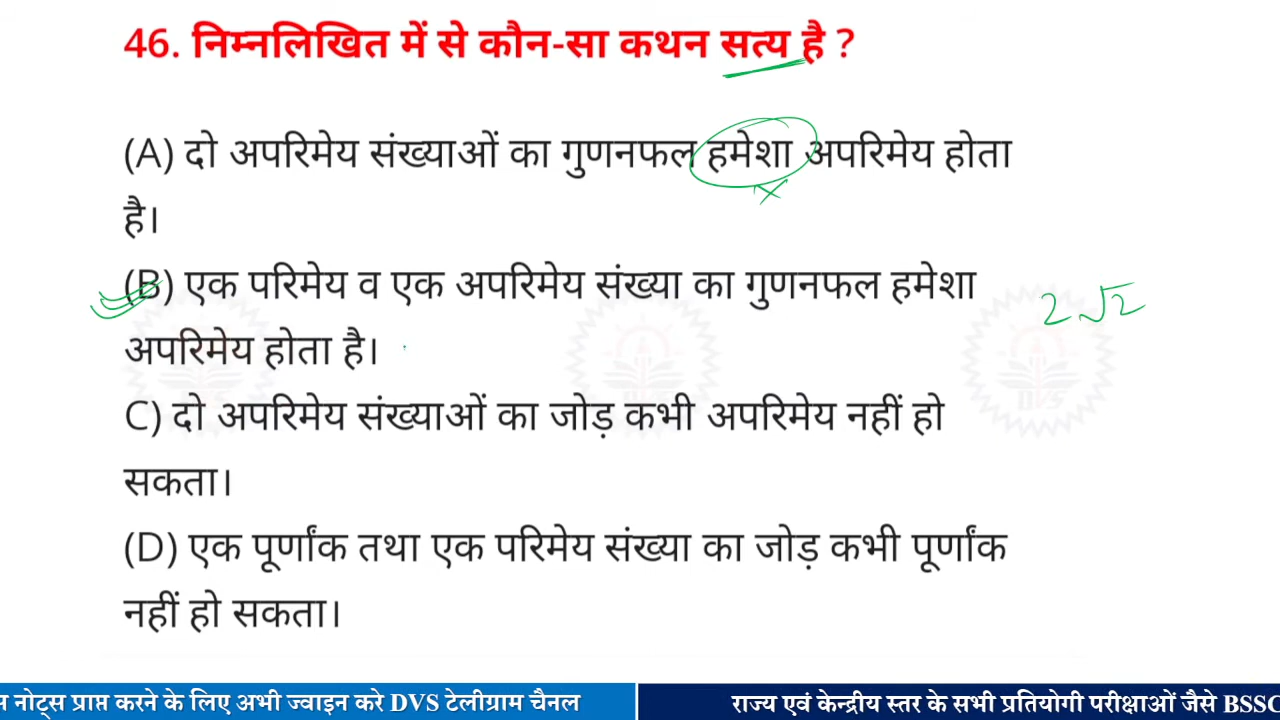 46. निम्नलिखित में से कौन-सा कथन सत्य है ?
(A) दो अपरिमेय संख्याओं का गुणनफल हमेशा अपरिमेय होता
है।
(B) एक परिमेय व एक अपरिमेय संख्या का गुणनफल हमेशा
2√2
अपरिमेय होता है।
C) दो अपरिमेय संख्याओं का जोड़ कभी अपरिमेय नहीं हो
सकता।
(D) एक पूर्णांक तथा एक परिमेय संख्या का जोड़ कभी पूर्णांक
नहीं हो सकता।
नोट्स प्राप्त करने के लिए अभी ज्वाइन करे DVS टेलीग्राम चैनल
राज्य एवं केन्द्रीय स्तर के सभी प्रतियोगी परीक्षाओं जैसे BSSC